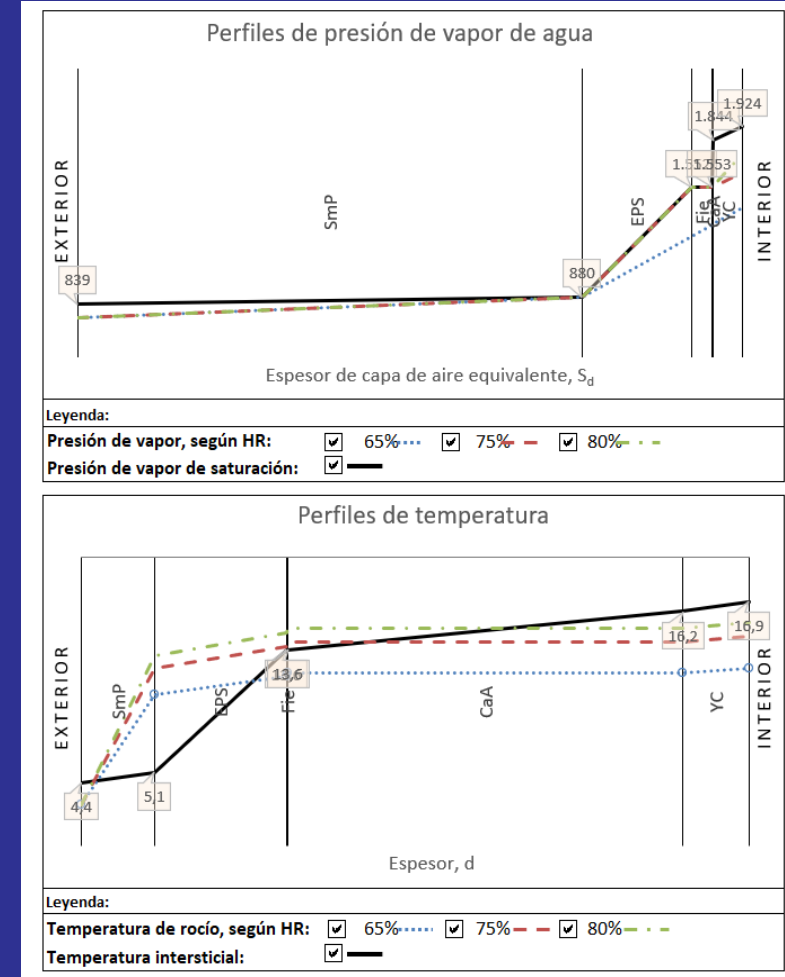 Perfiles de presión de vapor de agua
1.924
1.844
1.553
EXTERIOR
SmP
EPS
Fie
CaA
YC
INTERIOR
839
880
Espesor de capa de aire equivalente, Sd
Leyenda:
Presión de vapor, según HR: 65% 75% 80%
Presión de vapor de saturación:
Perfiles de temperatura
EXTERIOR
SmP
EPS
Fie
CaA
YC
INTERIOR
16,9
16,2
13,6
5,1
4,4
Espesor, d
Leyenda:
Temperatura de rocío, según HR: 65% 75% 80%
Temperatura intersticial: